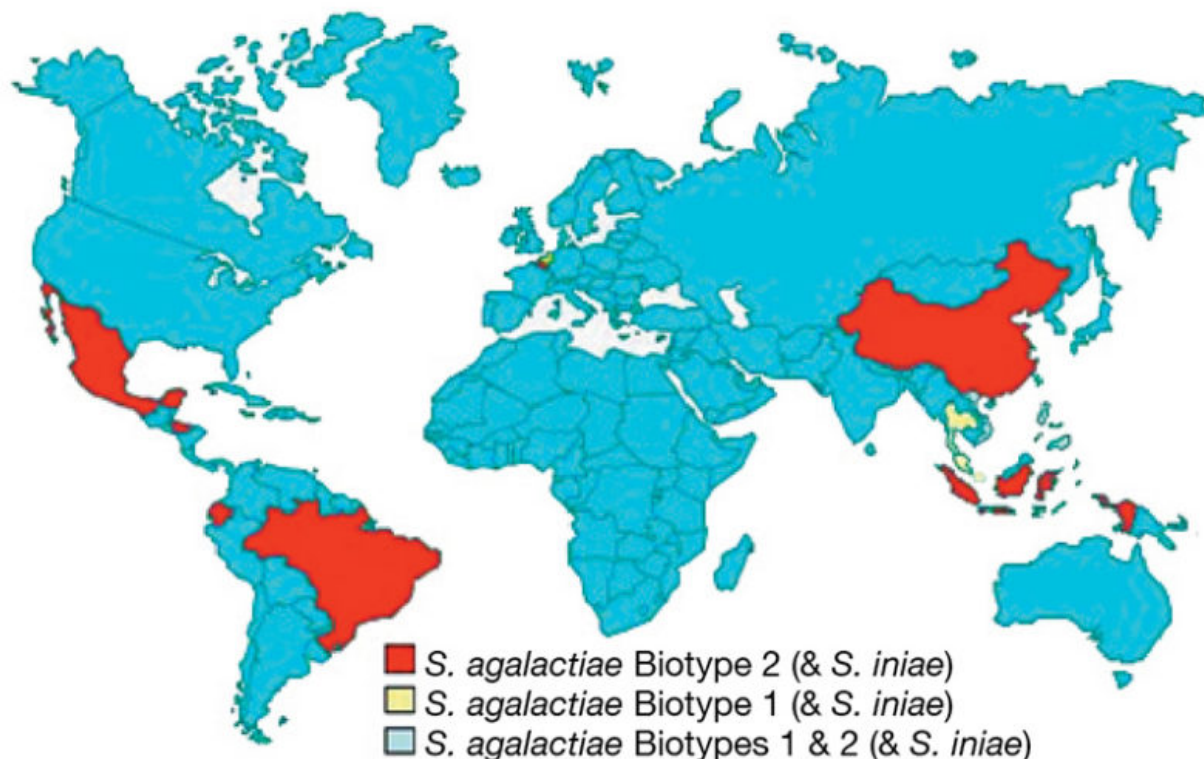 S. agalactiae Biotype 2 (& S. iniae)
S. agalactiae Biotype 1 (& S. iniae)
S. agalactiae Biotypes 1 & 2 (& S. iniae)